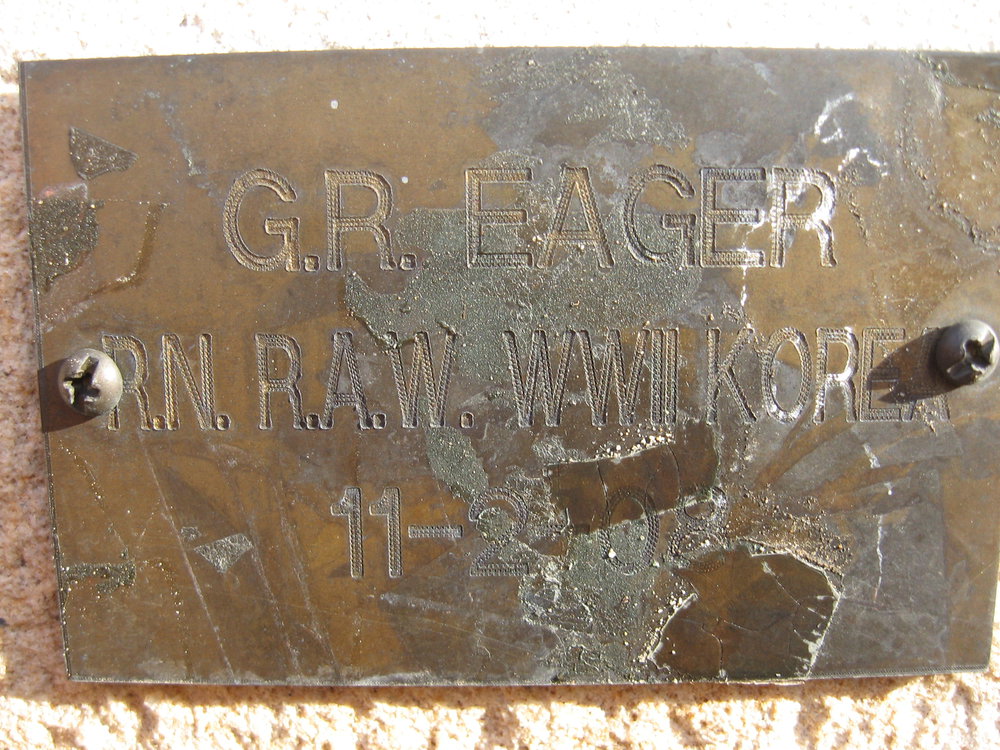 G.R. EAGER
R.N. R.A.W. WWII KOREA
11-2-08